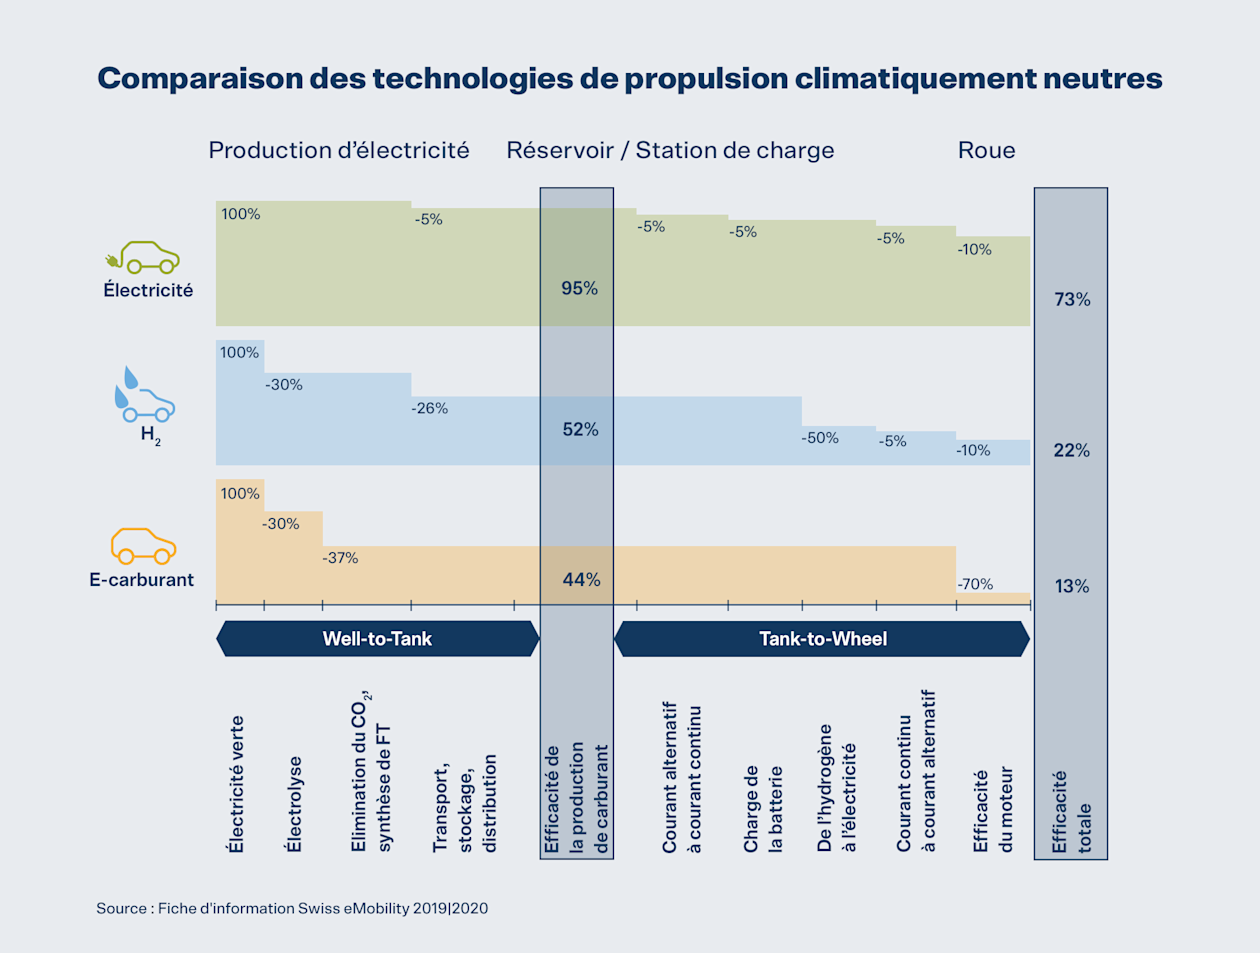 Comparaison des technologies de propulsion climatiquement neutres
Production d’électricité
Réservoir / Station de charge
Roue
Électricité
100%
-5%
95%
-5%
-5%
-5%
-10%
73%
H2
100%
-30%
-26%
52%
-50%
-5%
-10%
22%
E-carburant
100%
-30%
-37%
44%
-70%
13%
Well-to-Tank
Tank-to-Wheel
Électricité verte
Électrolyse
Elimination du CO2,
synthèse de FT
Transport,
stockage,
distribution
Efficacité de
la production
de carburant
Courant alternatif
à courant continu
Charge de
la batterie
De l’hydrogène
à l’électricité
Courant continu
à courant alternatif
Efficacité
du moteur
Efficacité
totale
Source : Fiche d'information Swiss eMobility 2019|2020